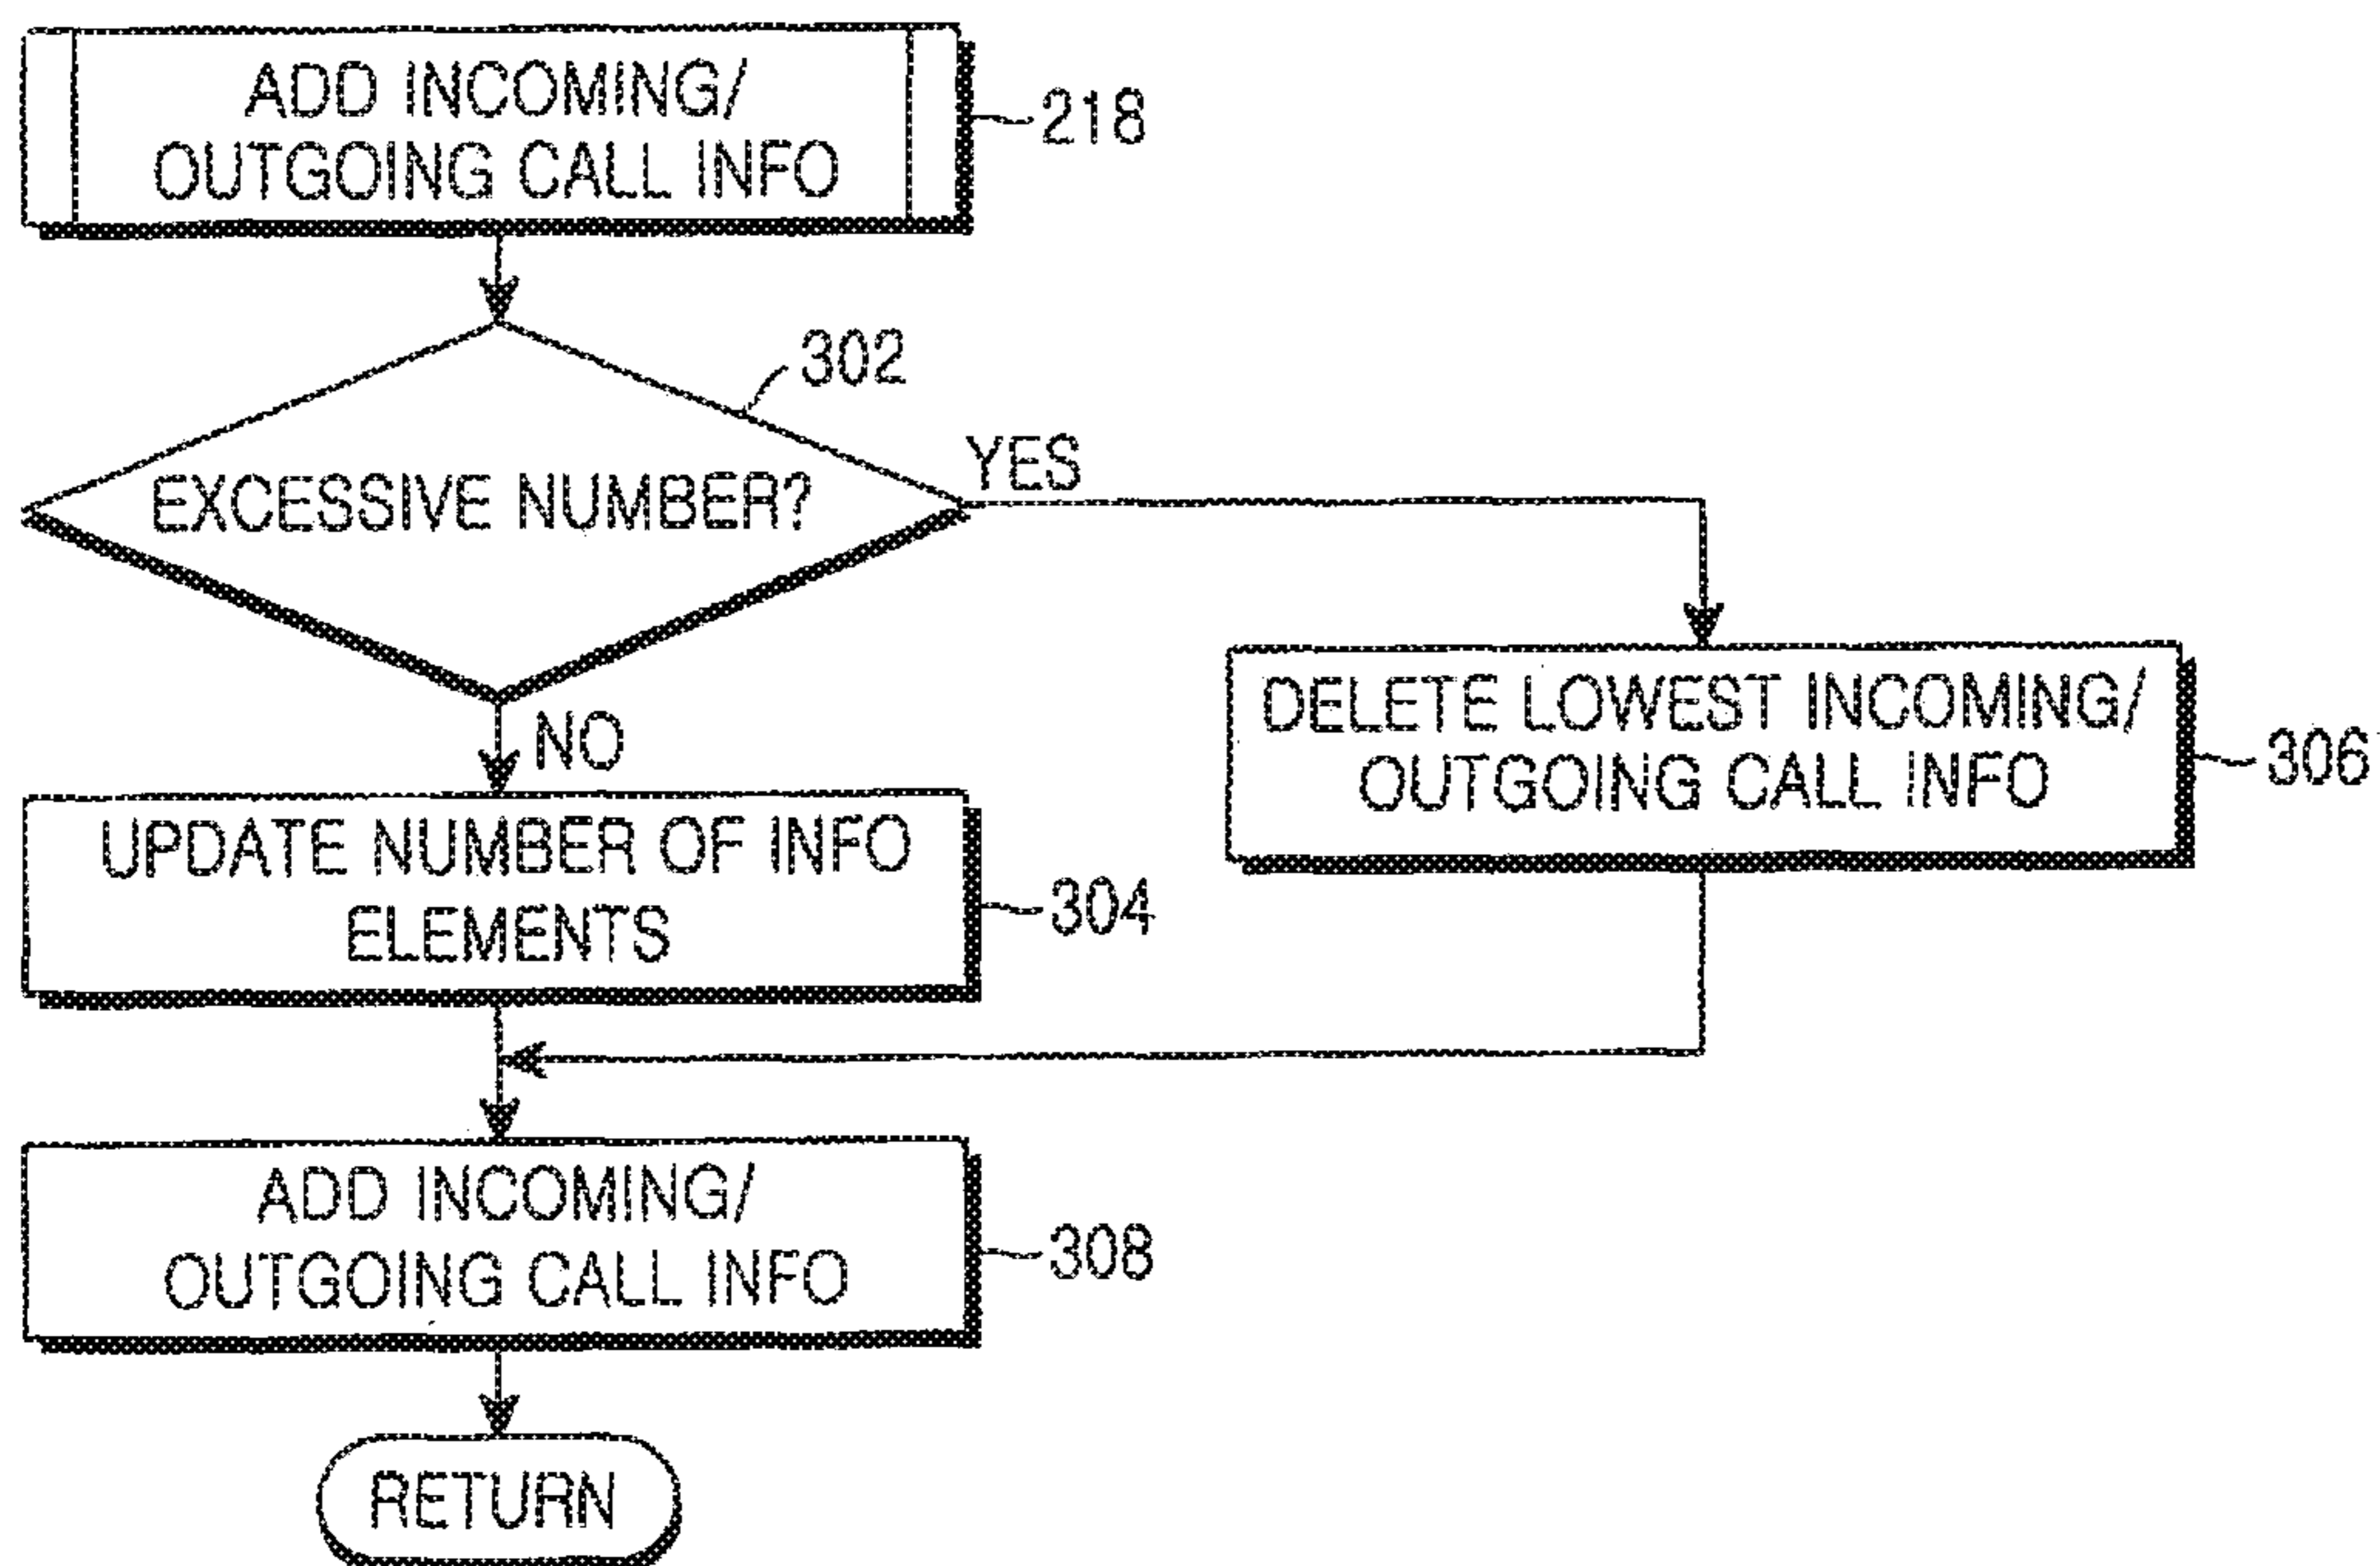 ADD INCOMING/
OUTGOING CALL INFO
218
302
EXCESSIVE NUMBER?
YES
NO
DELETE LOWEST INCOMING/
OUTGOING CALL INFO
306
UPDATE NUMBER OF INFO
ELEMENTS
304
ADD INCOMING/
OUTGOING CALL INFO
308
RETURN